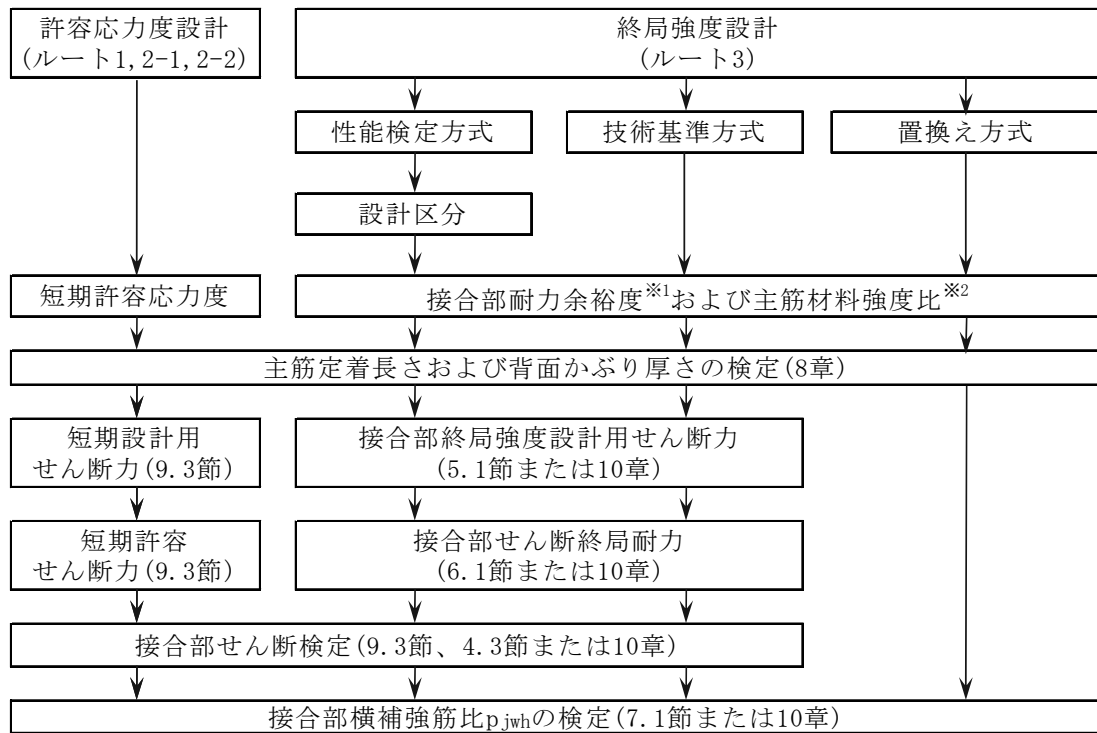 許容応力度設計
(ルート1,2-1,2-2)
終局強度設計
(ルート3)
性能検定方式
技術基準方式
置換え方式
設計区分
短期許容応力度
接合部耐力余裕度※1および主筋材料強度比※2
主筋定着長さおよび背面かぶり厚さの検定(8章)
短期設計用
せん断力(9.3節)
接合部終局強度設計用せん断力
(5.1節または10章)
短期許容
せん断力(9.3節)
接合部せん断終局耐力
(6.1節または10章)
接合部せん断検定(9.3節、4.3節または10章)
接合部横補強筋比pjwhの検定(7.1節または10章)